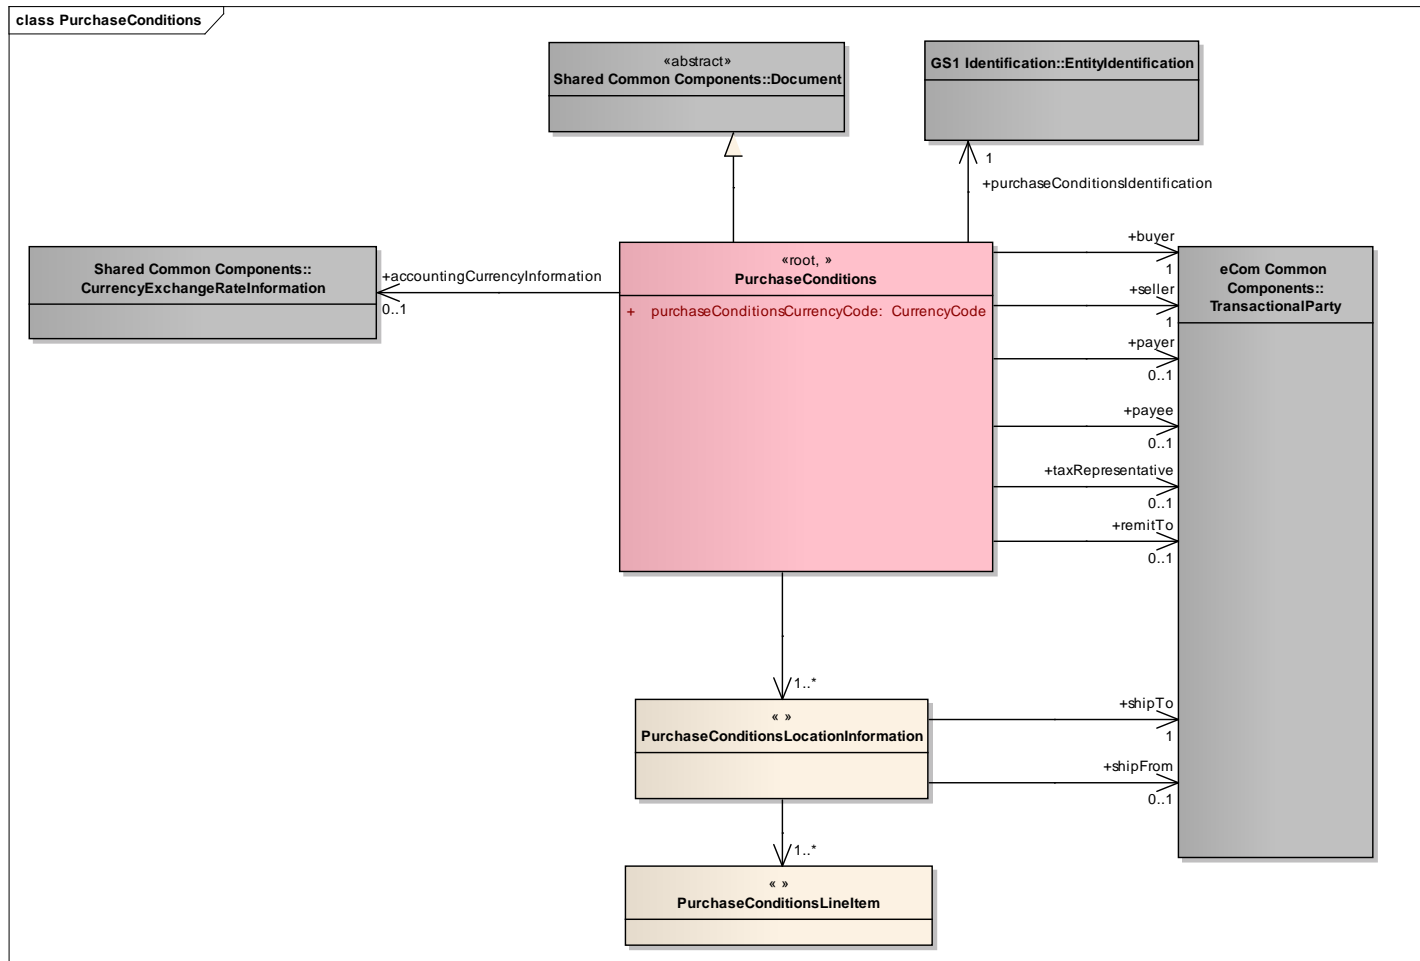 class PurchaseConditions
«abstract»
Shared Common Components::Document
GS1 Identification::EntityIdentification
1
+purchaseConditionsIdentification
Shared Common Components::
CurrencyExchangeRateInformation
+accountingCurrencyInformation
0..1
«root, »
PurchaseConditions
+ purchaseConditionsCurrencyCode: CurrencyCode
+buyer
1
+seller
1
+payer
0..1
+payee
0..1
+taxRepresentative
0..1
+remitTo
0..1
eCom Common
Components::
TransactionalParty
1..*
« »
PurchaseConditionsLocationInformation
+shipTo
1
+shipFrom
0..1
1..*
« »
PurchaseConditionsLineItem